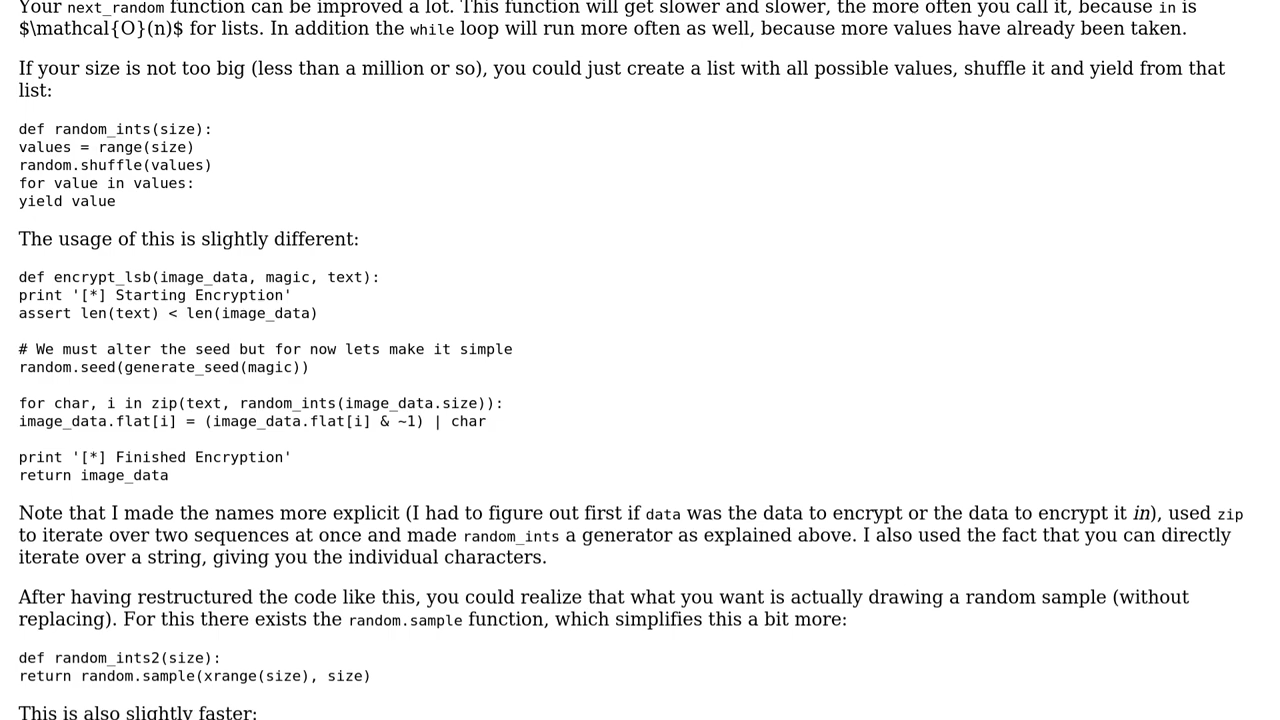 Your next_random function can be improved a lot. This function will get slower and slower, the more often you call it, because in is
$\mathcal{O}(n)$ for lists. In addition the while loop will run more often as well, because more values have already been taken.
If your size is not too big (less than a million or so), you could just create a list with all possible values, shuffle it and yield from that
list:
def random_ints(size):
values = range(size)
random.shuffle(values)
for value in values:
yield value
The usage of this is slightly different:
def encrypt_lsb(image_data, magic, text):
print '[*] Starting Encryption'
assert len(text) < len(image_data)
# We must alter the seed but for now lets make it simple
random.seed(generate_seed(magic))
for char, i in zip(text, random_ints(image_data.size)):
image_data.flat[i] = (image_data.flat[i] & ~1) | char
print '[*] Finished Encryption'
return image_data
Note that I made the names more explicit (I had to figure out first if data was the data to encrypt or the data to encrypt it in), used zip
to iterate over two sequences at once and made random_ints a generator as explained above. I also used the fact that you can directly
iterate over a string, giving you the individual characters.
After having restructured the code like this, you could realize that what you want is actually drawing a random sample (without
replacing). For this there exists the random.sample function, which simplifies this a bit more:
def random_ints2(size):
return random.sample(xrange(size), size)
This is also slightly faster: